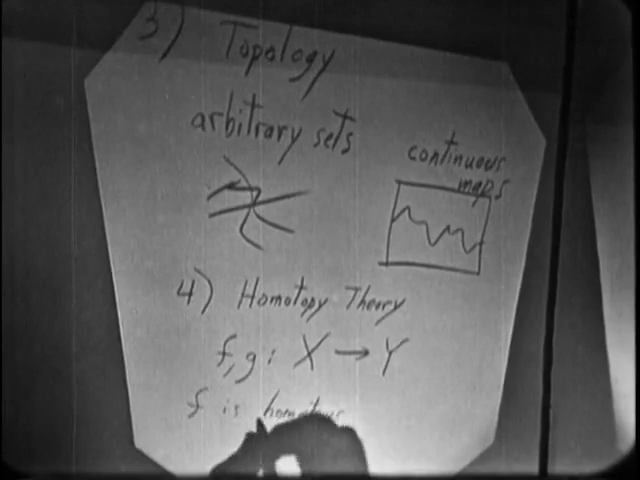 3) Topology
arbitrary sets
continuous
maps
4) Homotopy Theory
f, g: X → Y
f is